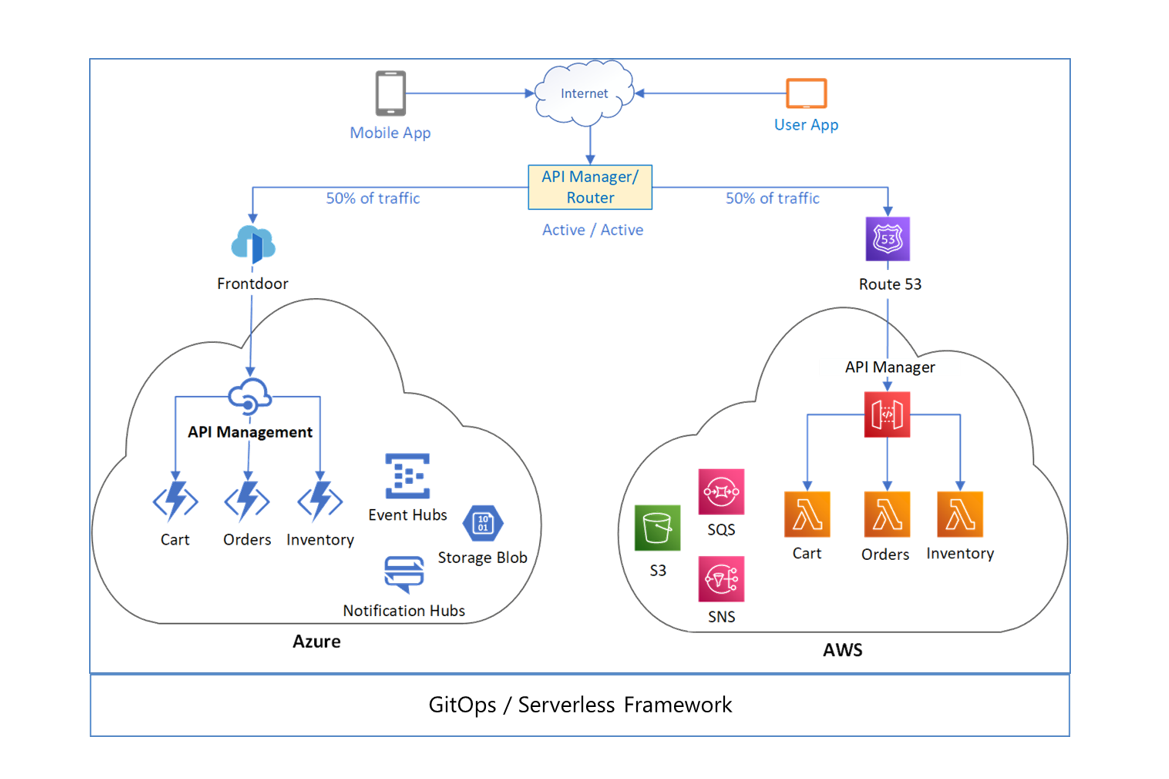 Internet
Mobile App
User App
API Manager/
Router
50% of traffic
50% of traffic
Active / Active
53
Frontdoor
Route 53
API Manager
</>
API Management
Event Hubs
10
01
SQS
Cart
Orders
Inventory
Storage Blob
Cart
Orders
Inventory
S3
Notification Hubs
SNS
Azure
AWS
GitOps / Serverless Framework